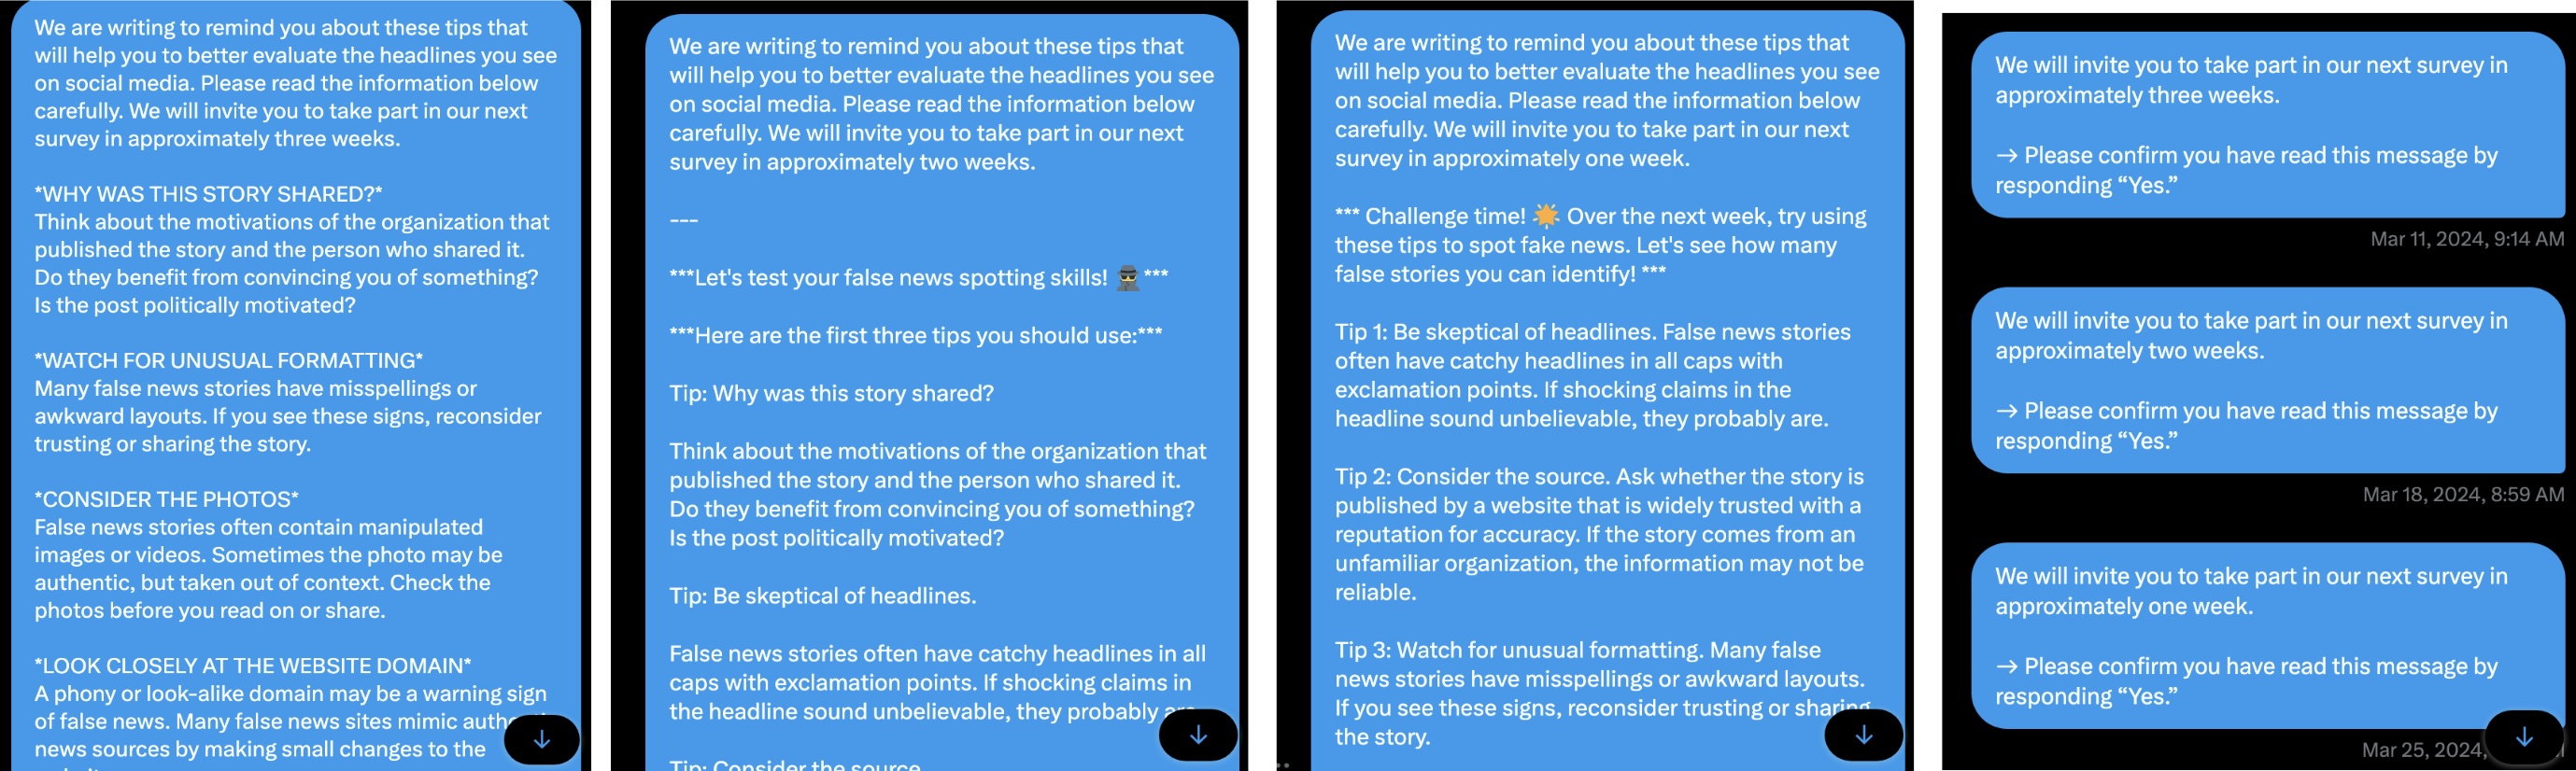 We are writing to remind you about these tips that
will help you to better evaluate the headlines you see
on social media. Please read the information below
carefully. We will invite you to take part in our next
survey in approximately three weeks.
*WHY WAS THIS STORY SHARED?*
Think about the motivations of the organization that
published the story and the person who shared it.
Do they benefit from convincing you of something?
Is the post politically motivated?
*WATCH FOR UNUSUAL FORMATTING*
Many false news stories have misspellings or
awkward layouts. If you see these signs, reconsider
trusting or sharing the story.
*CONSIDER THE PHOTOS*
False news stories often contain manipulated
images or videos. Sometimes the photo may be
authentic, but taken out of context. Check the
photos before you read on or share.
*LOOK CLOSELY AT THE WEBSITE DOMAIN*
A phony or look-alike domain may be a warning sign
of false news. Many false news sites mimic
news sources by making small changes to the
We are writing to remind you about these tips that
will help you to better evaluate the headlines you see
on social media. Please read the information below
carefully. We will invite you to take part in our next
survey in approximately two weeks.
---
***Let's test your false news spotting skills! 🕵️***
***Here are the first three tips you should use:***
Tip: Why was this story shared?
Think about the motivations of the organization that
published the story and the person who shared it.
Do they benefit from convincing you of something?
Is the post politically motivated?
Tip: Be skeptical of headlines.
False news stories often have catchy headlines in all
caps with exclamation points. If shocking claims in
the headline sound unbelievable, they probably are.
Tip: Consider the source.
We are writing to remind you about these tips that
will help you to better evaluate the headlines you see
on social media. Please read the information below
carefully. We will invite you to take part in our next
survey in approximately one week.
*** Challenge time! 🌟 Over the next week, try using
these tips to spot fake news. Let's see how many
false stories you can identify! ***
Tip 1: Be skeptical of headlines. False news stories
often have catchy headlines in all caps with
exclamation points. If shocking claims in the
headline sound unbelievable, they probably are.
Tip 2: Consider the source. Ask whether the story is
published by a website that is widely trusted with a
reputation for accuracy. If the story comes from an
unfamiliar organization, the information may not be
reliable.
Tip 3: Watch for unusual formatting. Many false
news stories have misspellings or awkward layouts.
If you see these signs, reconsider trusting or sharing
the story.
We will invite you to take part in our next survey in
approximately three weeks.
→ Please confirm you have read this message by
responding “Yes.”
Mar 11, 2024, 9:14 AM
We will invite you to take part in our next survey in
approximately two weeks.
→ Please confirm you have read this message by
responding “Yes.”
Mar 18, 2024, 8:59 AM
We will invite you to take part in our next survey in
approximately one week.
→ Please confirm you have read this message by
responding “Yes.”
Mar 25, 2024,